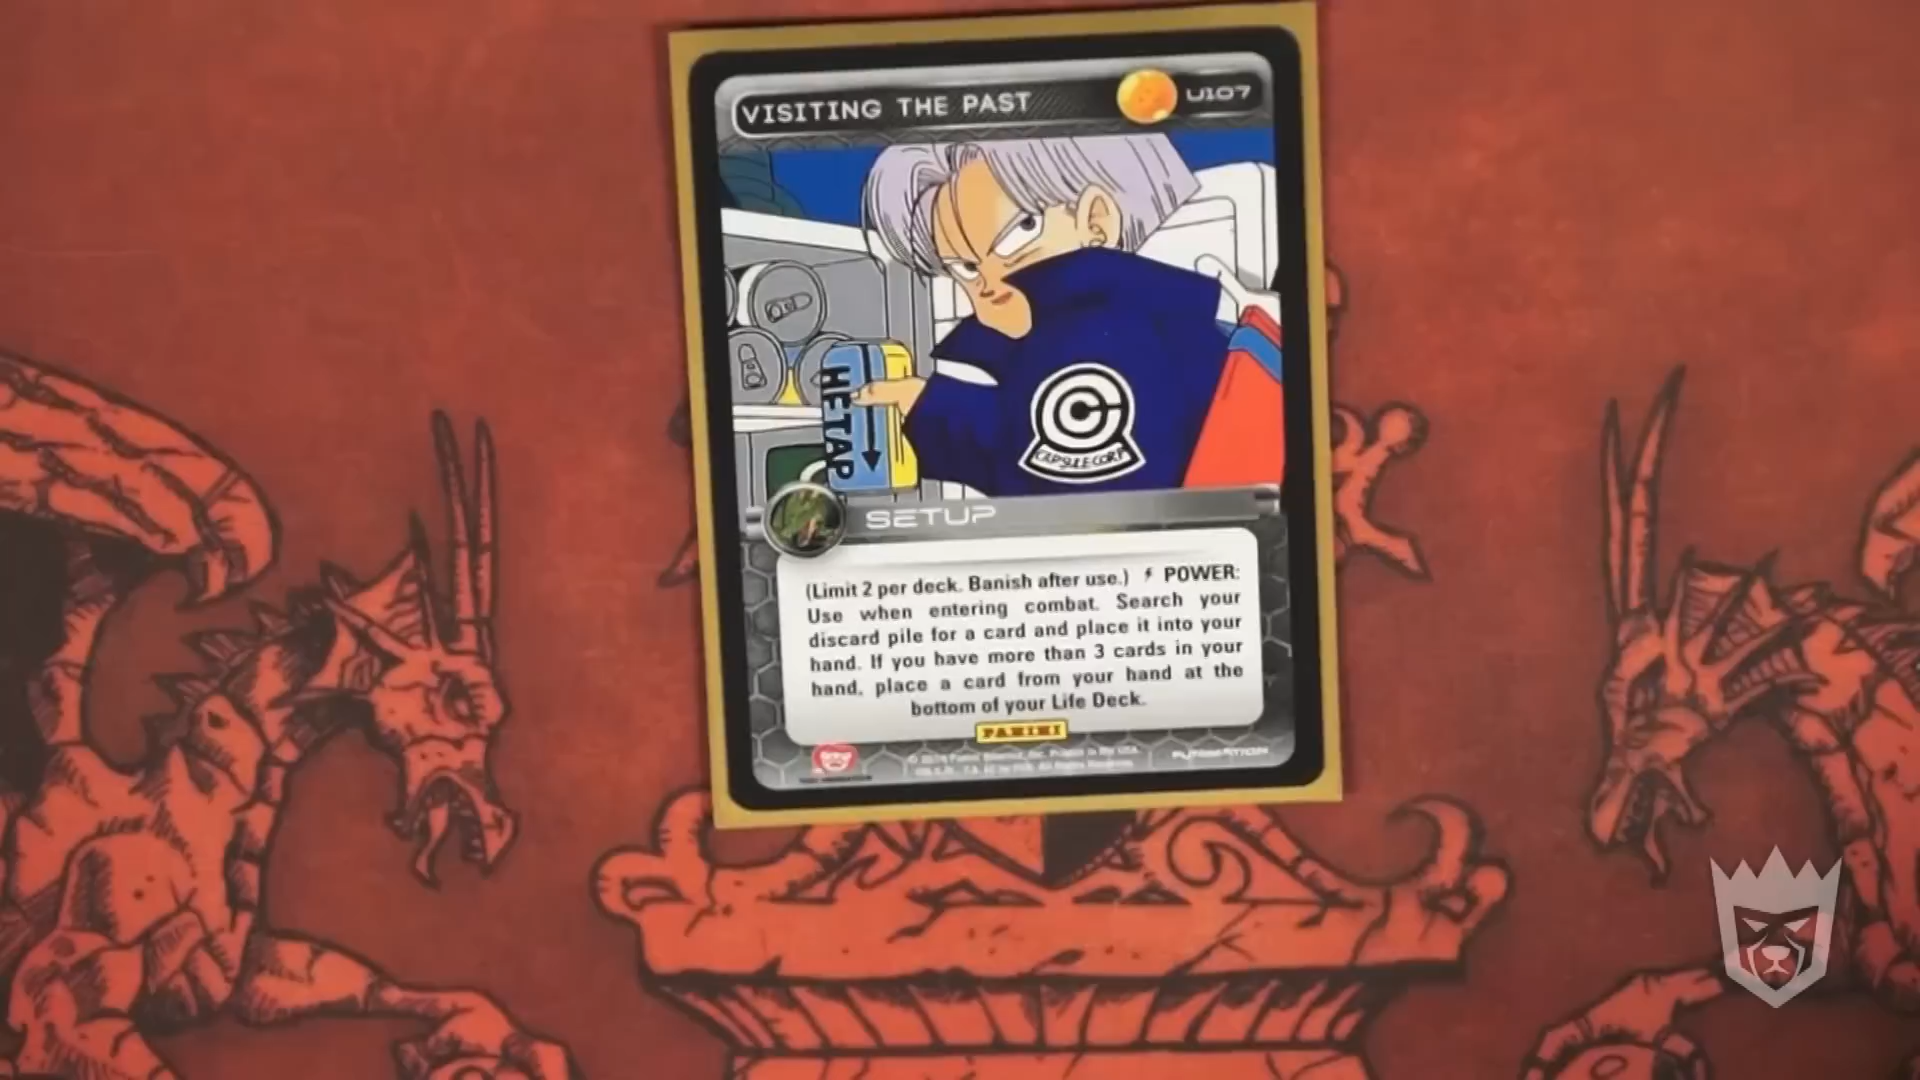 VISITING THE PAST
U107
HETAP
CAPSULE CORP
SETUP
(Limit 2 per deck. Banish after use.) POWER:
Use when entering combat. Search your
discard pile for a card and place it into your
hand. If you have more than 3 cards in your
hand, place a card from your hand at the
bottom of your Life Deck.
PANINI
FUNIMATION